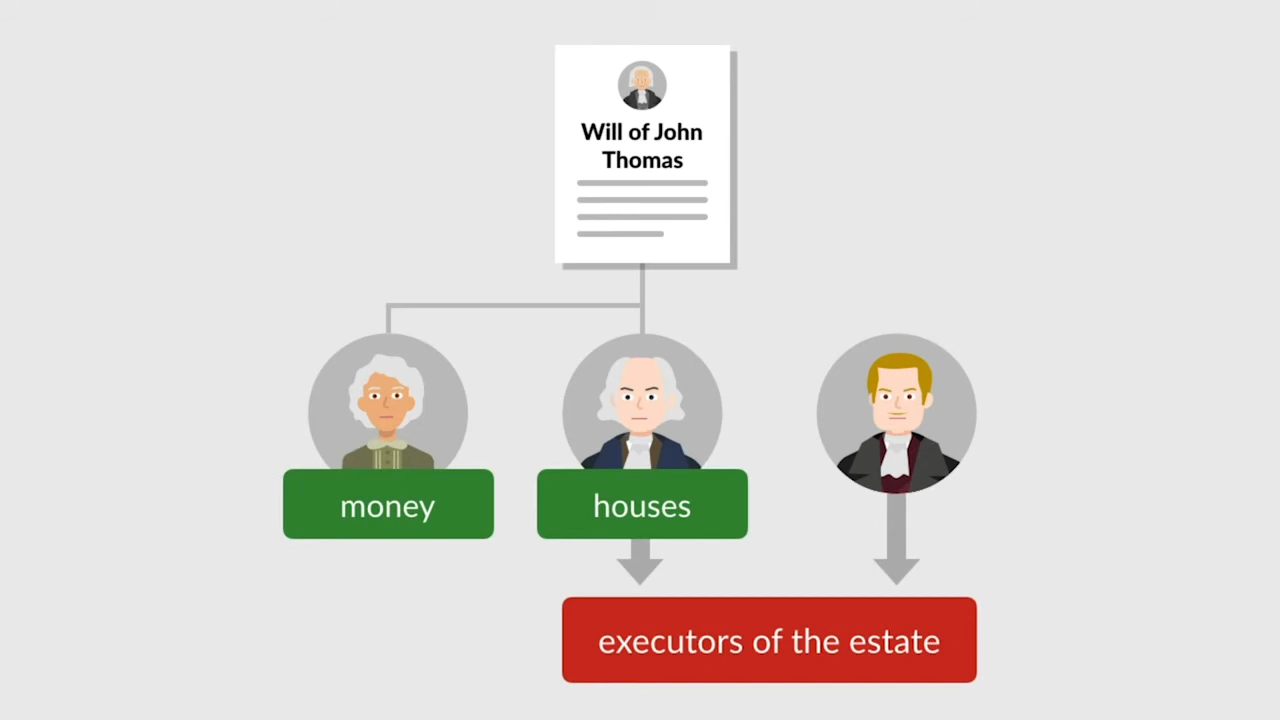 Will of John
Thomas
money
houses
executors of the estate